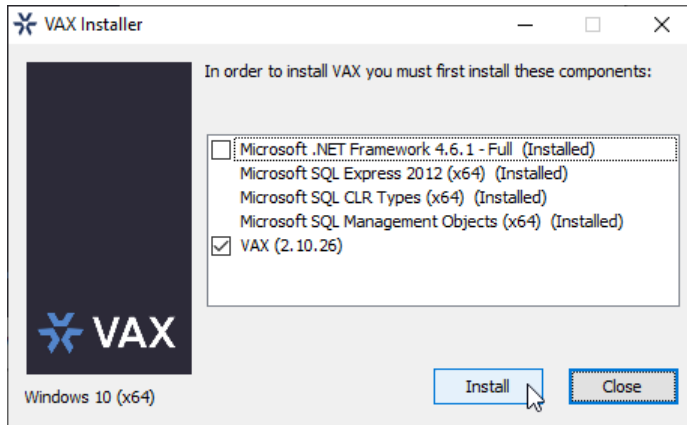 VAX Installer
In order to install VAX you must first install these components:
Microsoft .NET Framework 4.6.1 - Full (Installed)
Microsoft SQL Express 2012 (x64) (Installed)
Microsoft SQL CLR Types (x64) (Installed)
Microsoft SQL Management Objects (x64) (Installed)
VAX (2.10.26)
VAX
Windows 10 (x64)
Install
Close